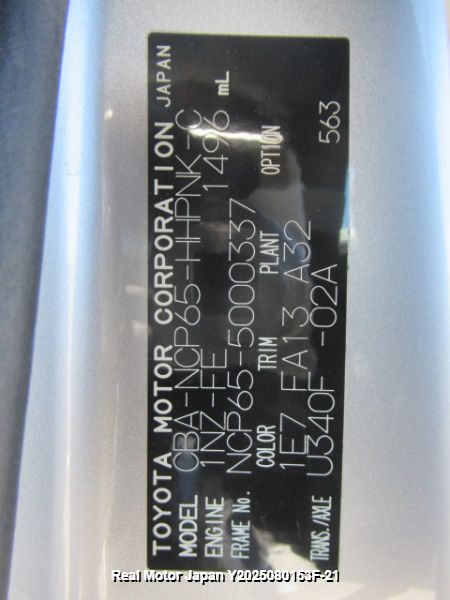 TOYOTA MOTOR CORPORATION JAPAN
MODEL CBA-NCP65-HHPNK-C
ENGINE 1NZ-FE 1496 mL
FRAME No. NCP65-5000337
COLOR TRIM PLANT OPTION
1E7 FA13 A32
TRANS./AXLE U340F -02A 563
Real Motor Japan Y2025080153F-21